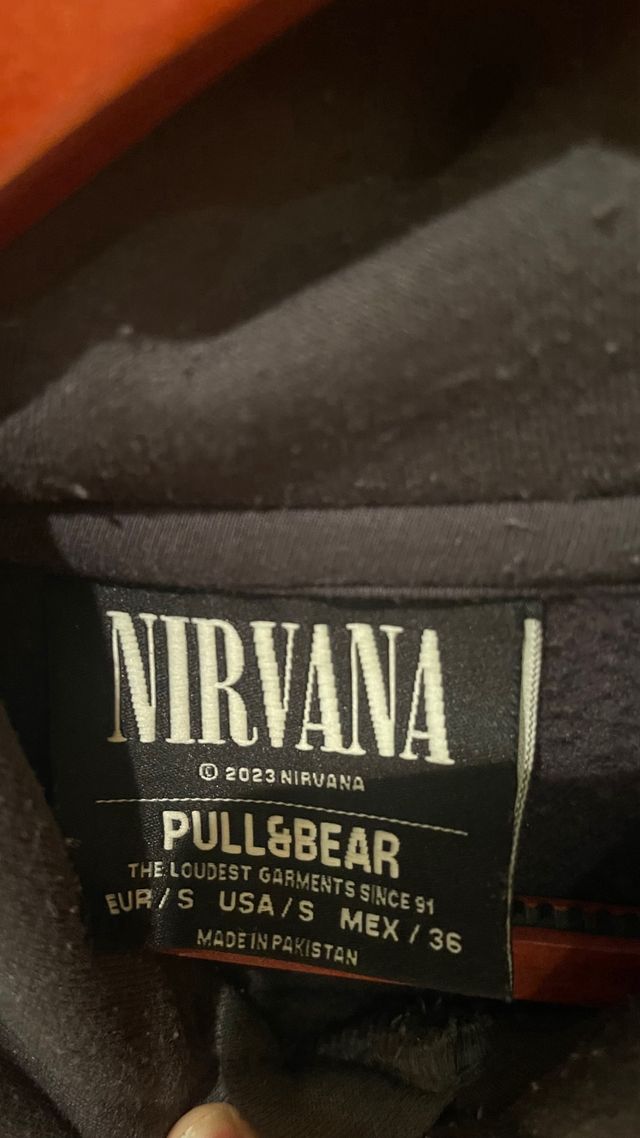 NIRVANA
© 2023 NIRVANA
PULL&BEAR
THE LOUDEST GARMENTS SINCE 91
EUR / S USA / S MEX / 36
MADE IN PAKISTAN